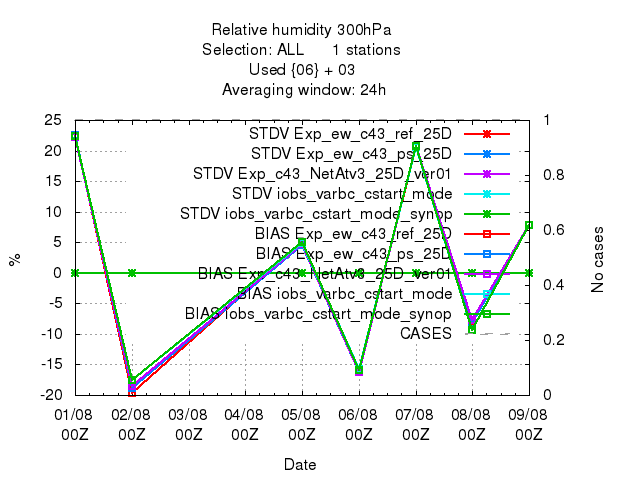 Relative humidity 300hPa
Selection: ALL 1 stations
Used {06} + 03
Averaging window: 24h
25
20
15
10
5
0
-5
-10
-15
-20
%
1
0.8
0.6
0.4
0.2
0
No cases
STDV Exp_ew_c43_ref_25D
STDV Exp_ew_c43_ps_25D
STDV Exp_c43_NetAtv3_25D_ver01
STDV iobs_varbc_cstart_mode
STDV iobs_varbc_cstart_mode_synop
BIAS Exp_ew_c43_ref_25D
BIAS Exp_ew_c43_ps_25D
BIAS Exp_c43_NetAtv3_25D_ver01
BIAS iobs_varbc_cstart_mode
BIAS iobs_varbc_cstart_mode_synop
CASES
01/08 02/08 03/08 04/08 05/08 06/08 07/08 08/08 09/08
00Z 00Z 00Z 00Z 00Z 00Z 00Z 00Z 00Z
Date